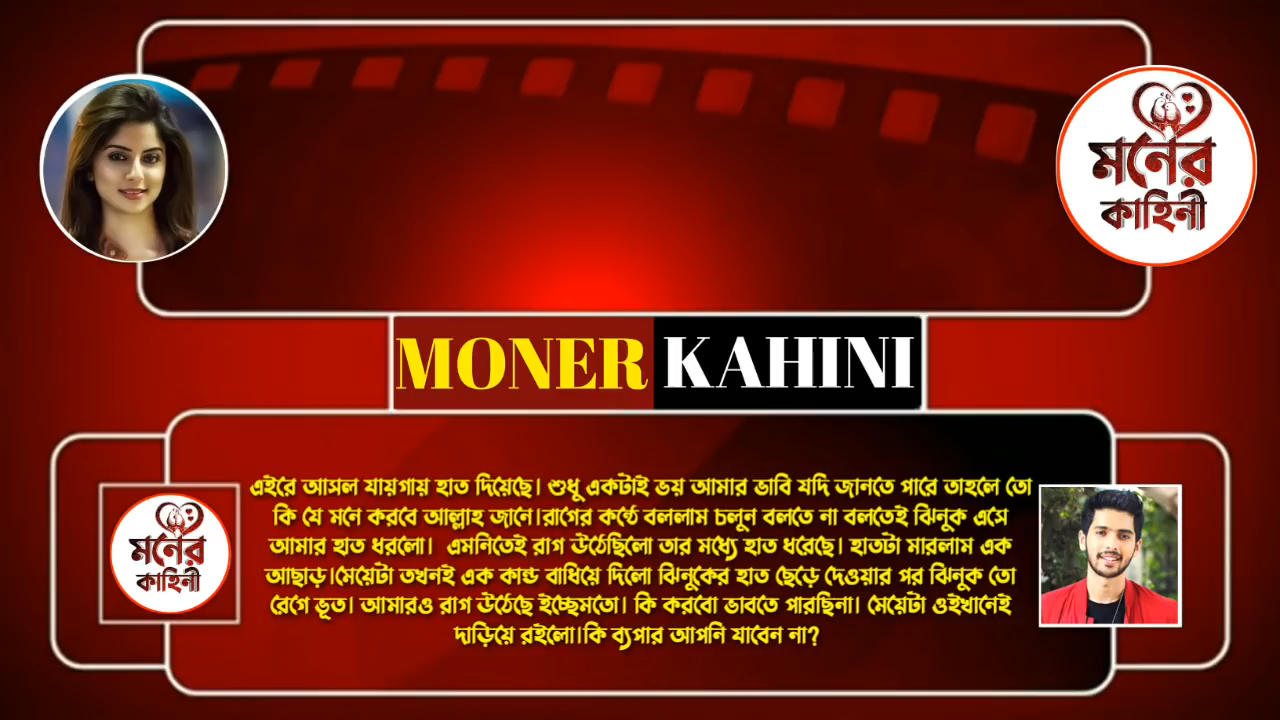 মনের
কাহিনী
MONER KAHINI
এইরে আসল যায়গায় হাত দিয়েছে। শুধু একটাই ভয় আমার ভাবি যদি জানতে পারে তাহলে তো
কি যে মনে করবে আল্লাহ জানে।রাগের কন্ঠে বললাম চলুন বলতে না বলতেই ঝিনুক এসে
আমার হাত ধরলো। এমনিতেই রাগ উঠেছিলো তার মধ্যে হাত ধরেছে। হাতটা মারলাম এক
আছাড়।মেয়েটা তখনই এক কান্ড বাধিয়ে দিলো ঝিনুকের হাত ছেড়ে দেওয়ার পর ঝিনুক তো
রেগে ভূত। আমারও রাগ উঠেছে ইচ্ছেমতো। কি করবো ভাবতে পারছিনা। মেয়েটা ওইখানেই
দাড়িয়ে রইলো।কি ব্যপার আপনি যাবেন না?
মনের
কাহিনী